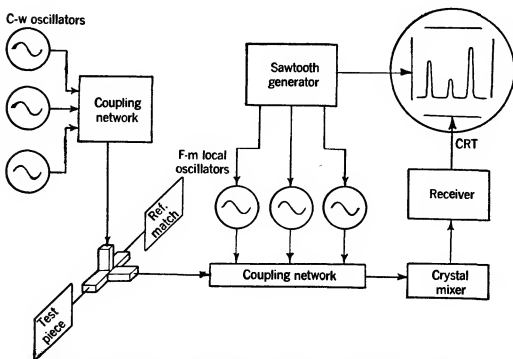 C-w oscillators
Coupling
network
Sawtooth
generator
F-m local
oscillators
CRT
Receiver
Ref.
match
Coupling network
Crystal
mixer
Test
piece